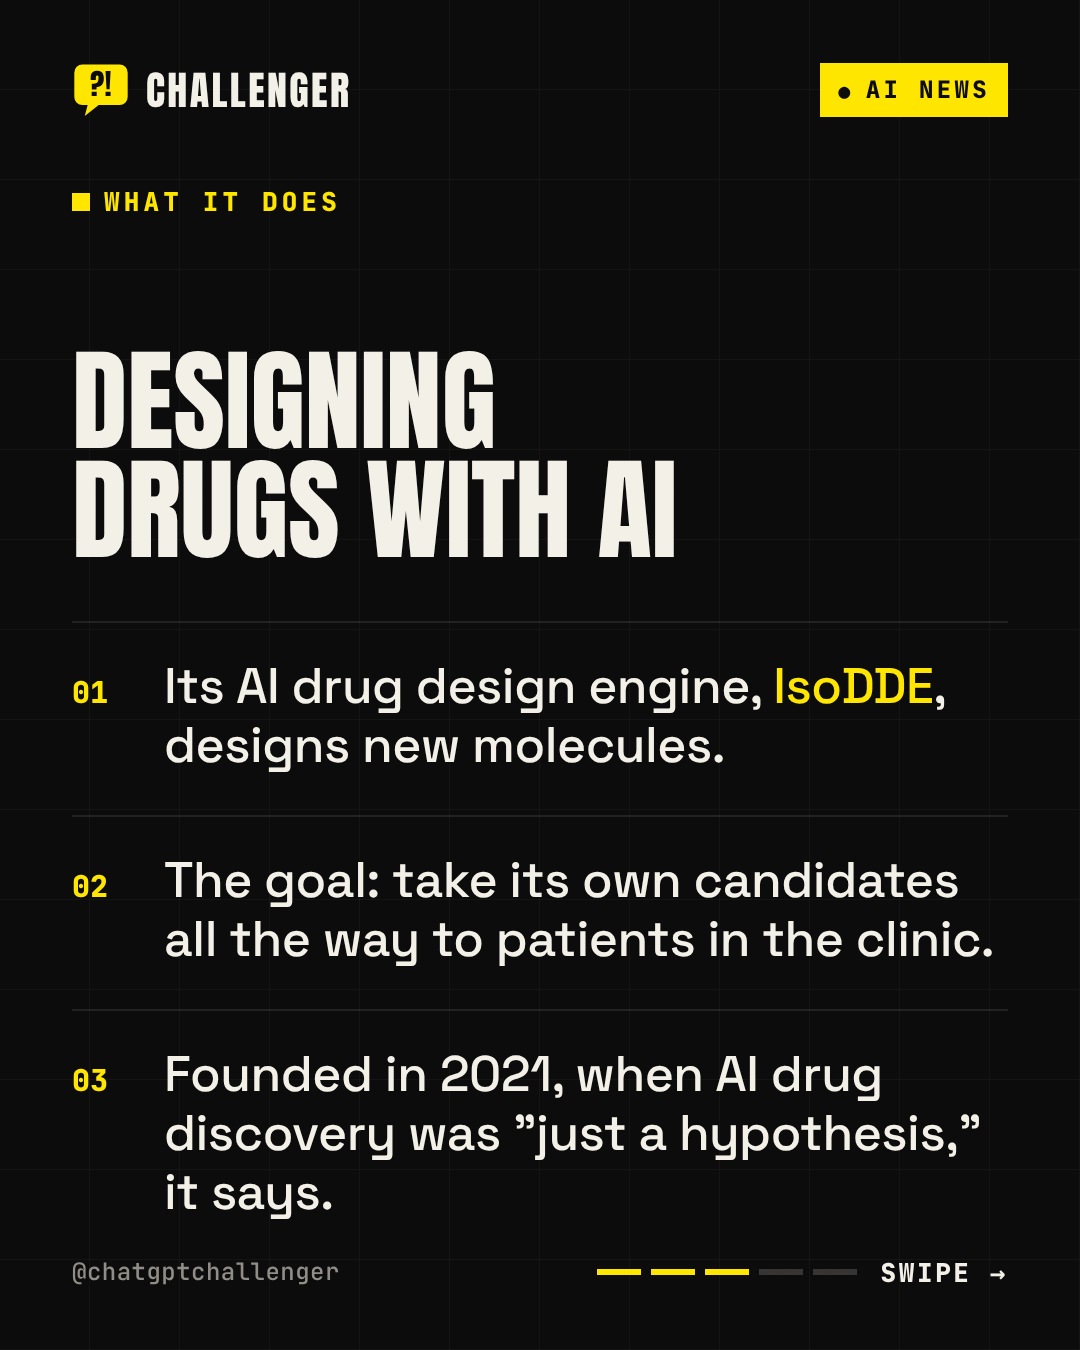 ?!
CHALLENGER
● AI NEWS
WHAT IT DOES
DESIGNING
DRUGS WITH AI
01
Its AI drug design engine, IsoDDE,
designs new molecules.
02
The goal: take its own candidates
all the way to patients in the clinic.
03
Founded in 2021, when AI drug
discovery was ”just a hypothesis,”
it says.
@chatgptchallenger
SWIPE →